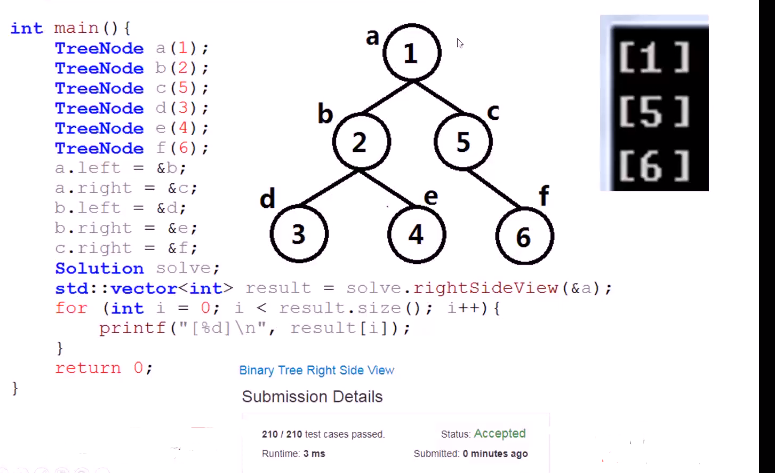 int main(){
TreeNode a(1);
TreeNode b(2);
TreeNode c(5);
TreeNode d(3);
TreeNode e(4);
TreeNode f(6);
a.left = &b;
a.right = &c;
b.left = &d;
b.right = &e;
c.right = &f;
Solution solve;
std::vector<int> result = solve.rightSideView(&a);
for (int i = 0; i < result.size(); i++){
printf("[%d]\n", result[i]);
}
return 0;
}
a
1
b
2
c
5
d
3
e
4
f
6
[1]
[5]
[6]
Binary Tree Right Side View
Submission Details
210 / 210 test cases passed.
Status: Accepted
Runtime: 3 ms
Submitted: 0 minutes ago